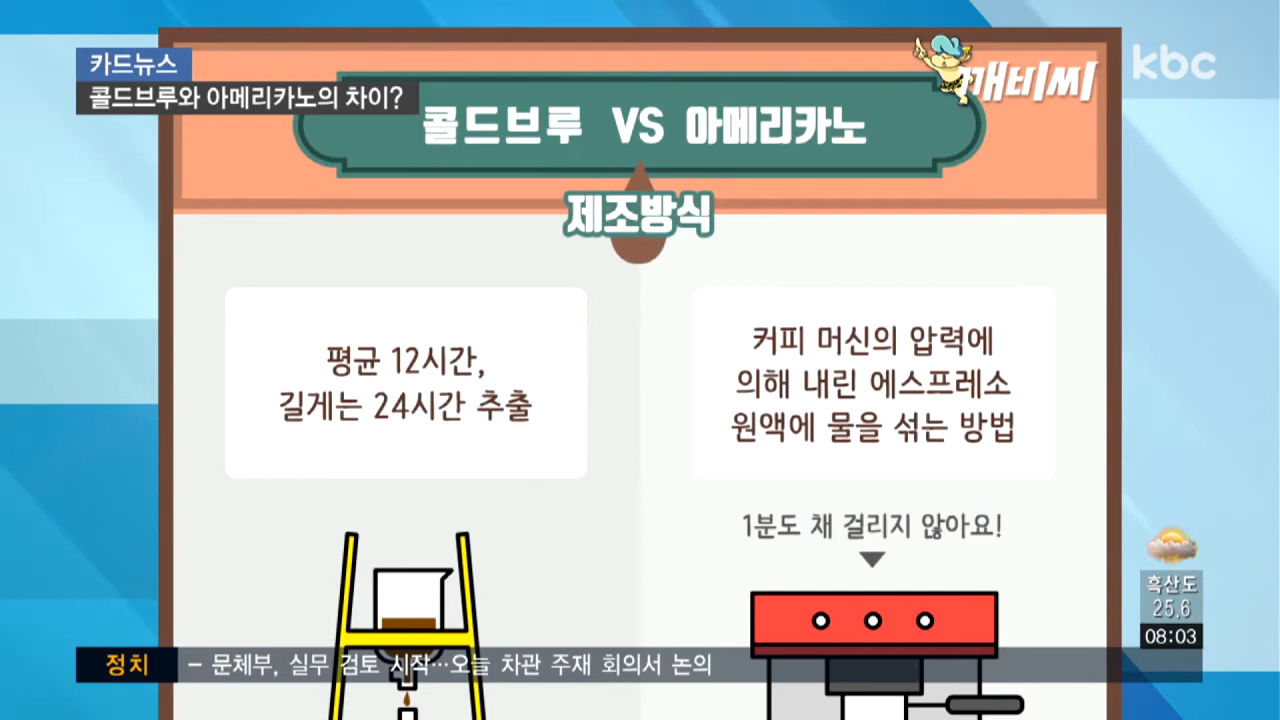 카드뉴스
콜드브루와 아메리카노의 차이?
깨비씨
kbc
콜드브루 VS 아메리카노
제조방식
평균 12시간,
길게는 24시간 추출
커피 머신의 압력에
의해 내린 에스프레소
원액에 물을 섞는 방법
1분도 채 걸리지 않아요!
흑산도
25.6
08:03
정치
– 문체부, 실무 검토 시작…오늘 차관 주재 회의서 논의